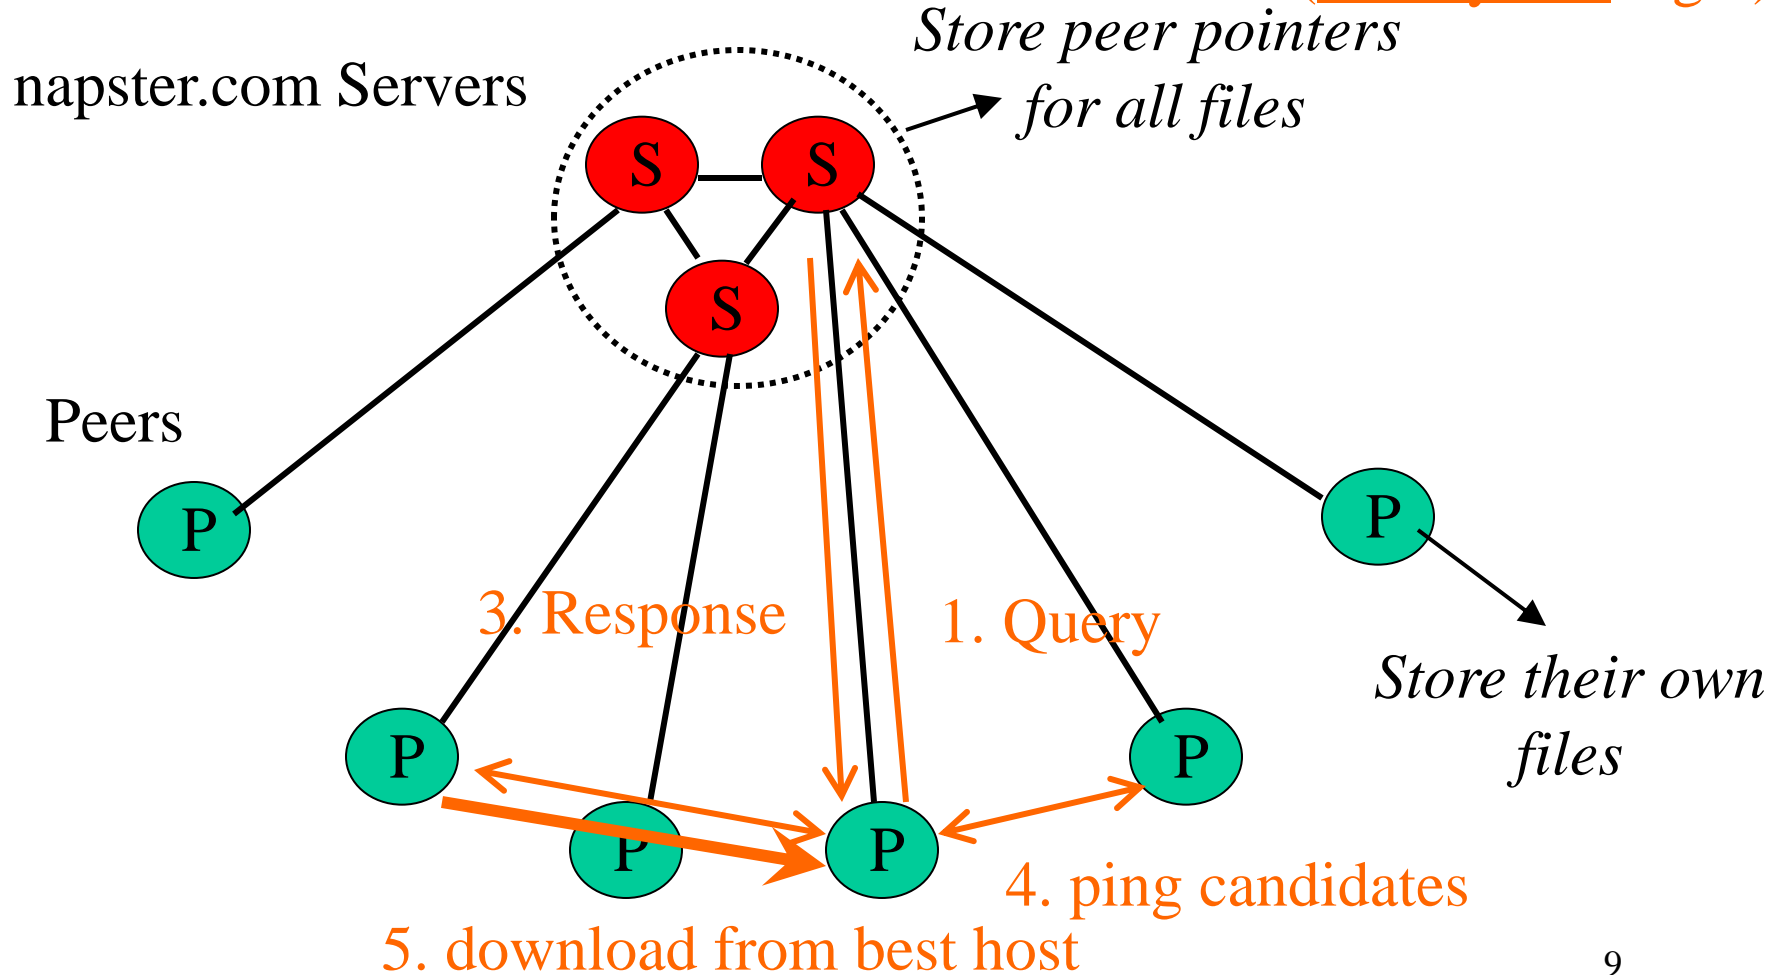 Store peer pointers
for all files
napster.com Servers
S
S
S
Peers
P
P
3. Response
1. Query
Store their own
files
P
P
P
P
4. ping candidates
5. download from best host
9